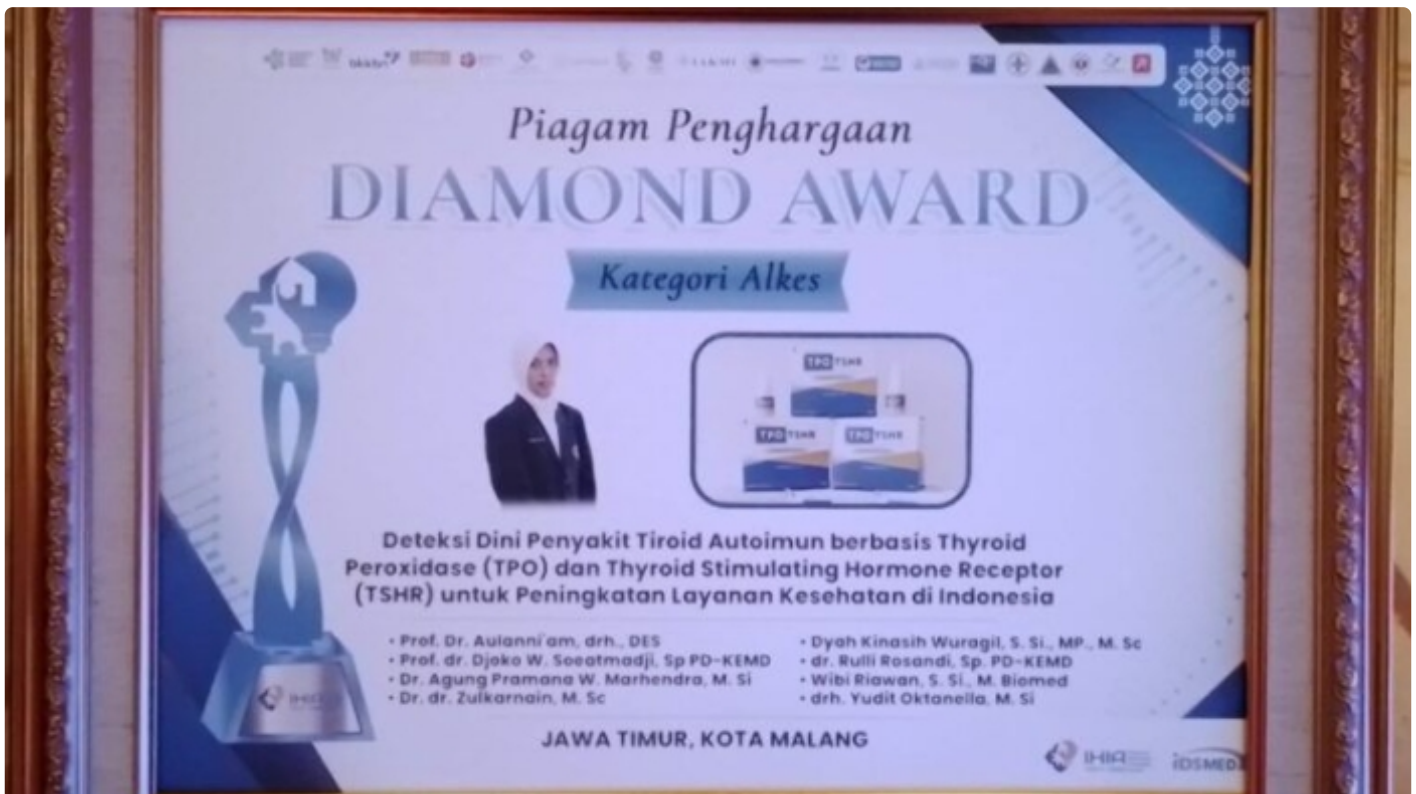 bkkbn
Piagam Penghargaan
DIAMOND AWARD
Kategori Alkes
TPO TSHR
TPO TSHR
TPO TSHR
Deteksi Dini Penyakit Tiroid Autoimun berbasis Thyroid
Peroxidase (TPO) dan Thyroid Stimulating Hormone Receptor
(TSHR) untuk Peningkatan Layanan Kesehatan di Indonesia
• Prof. Dr. Aulanni'am, drh., DES
• Prof. dr. Djoko W. Soeatmadji, Sp PD-KEMD
• Dr. Agung Pramana W. Marhendra, M. Si
• Dr. dr. Zulkarnain, M. Sc
• Dyah Kinasih Wuragil, S. Si., MP., M. Sc
• dr. Rulli Rosandi, Sp. PD-KEMD
• Wibi Riawan, S. Si., M. Biomed
• drh. Yudit Oktanella, M. Si
JAWA TIMUR, KOTA MALANG
IHIA
IHIA
iDSMED